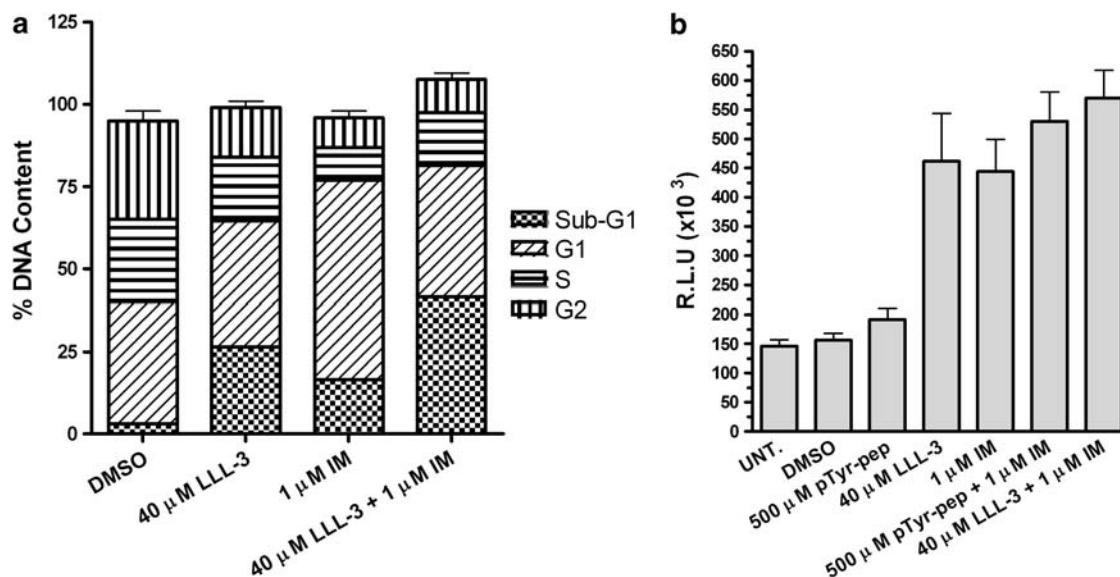 a
% DNA Content
125
100
75
50
25
0
DMSO
40 μM LLL-3
1 μM IM
40 μM LLL-3 + 1 μM IM
Sub-G1
G1
S
G2
b
R.L.U (x10 3)
650
600
550
500
450
400
350
300
250
200
150
100
50
0
UNT.
DMSO
500 μM pTyr-pep
40 μM LLL-3
1 μM IM
500 μM pTyr-pep + 1 μM IM
40 μM LLL-3 + 1 μM IM